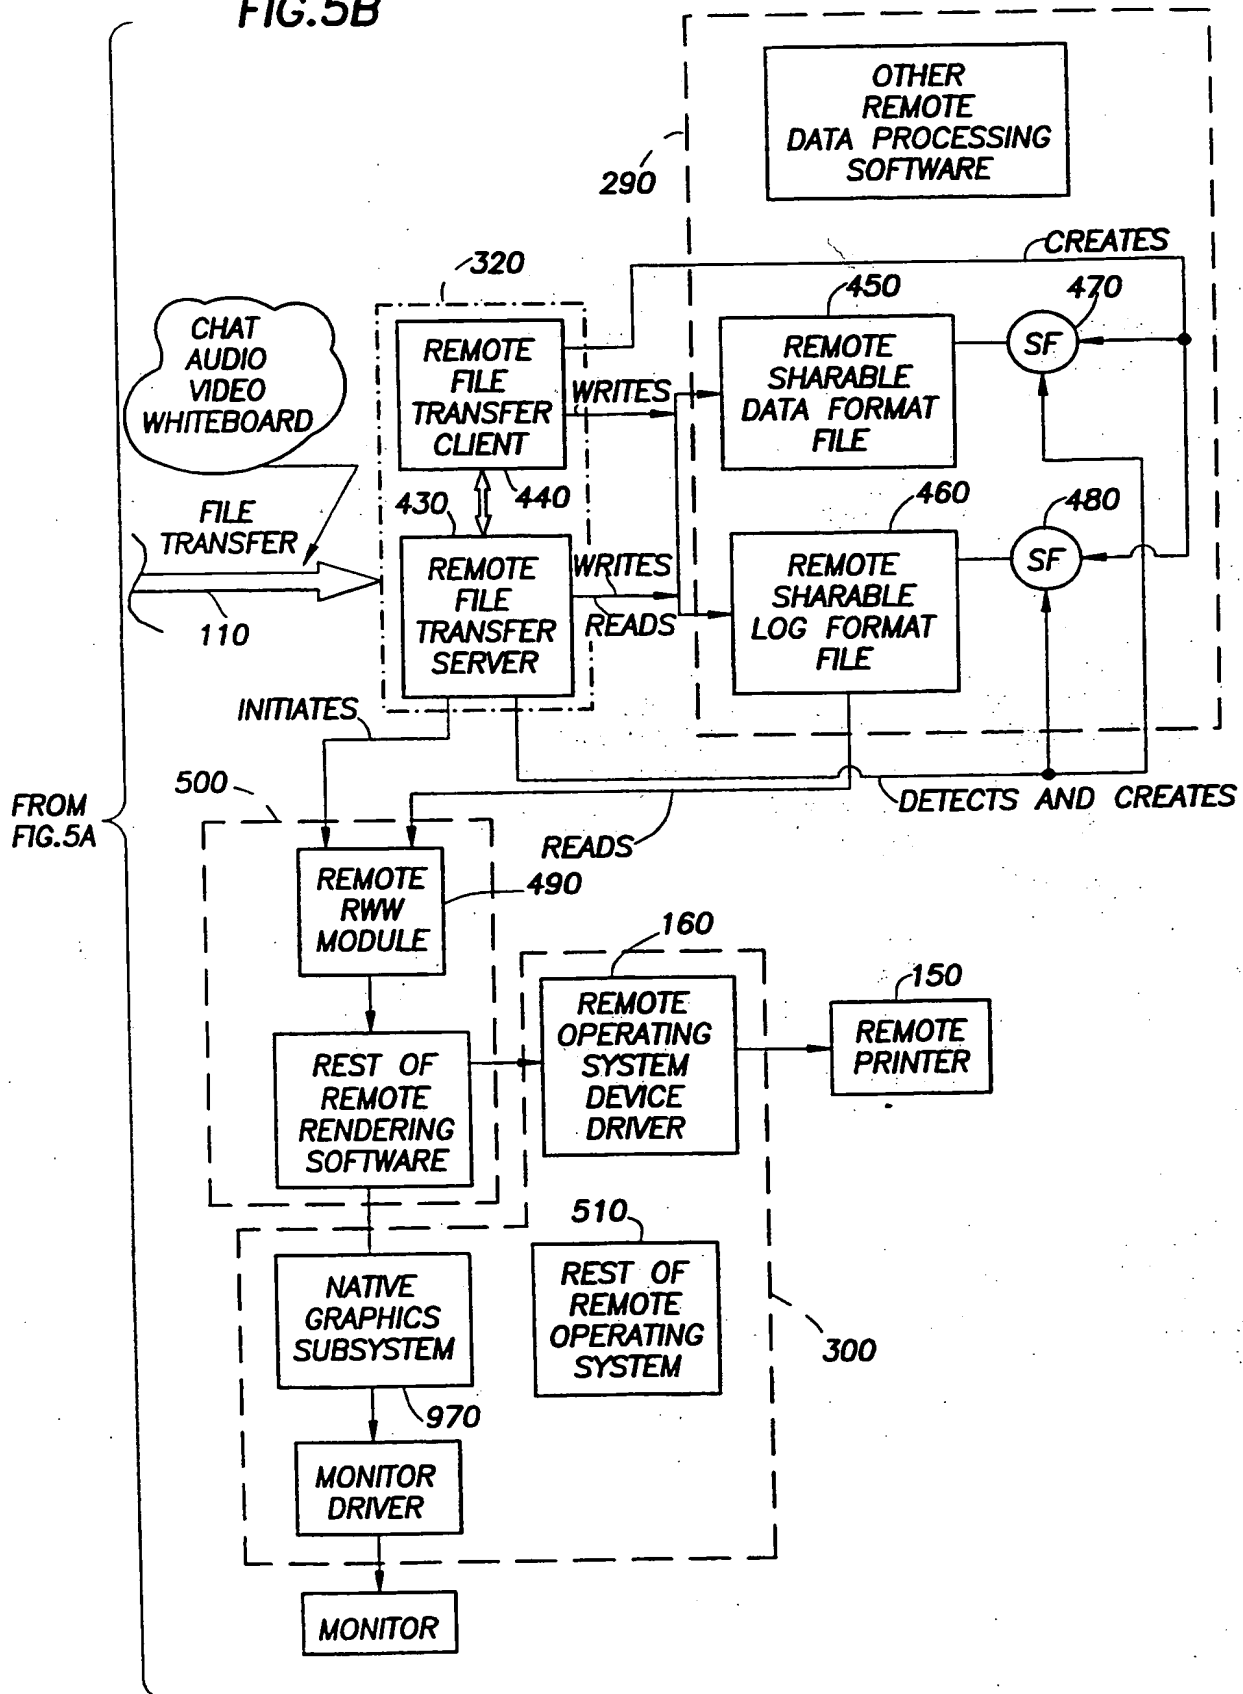 FIG.5B
OTHER
REMOTE
DATA PROCESSING
SOFTWARE
290
CREATES
320
450
470
CHAT
AUDIO
VIDEO
WHITEBOARD
REMOTE
FILE
TRANSFER
CLIENT
WRITES
REMOTE
SHARABLE
DATA FORMAT
FILE
SF
440
430
460
480
FILE
TRANSFER
110
REMOTE
FILE
TRANSFER
SERVER
WRITES
READS
REMOTE
SHARABLE
LOG FORMAT
FILE
SF
INITIATES
500
DETECTS AND CREATES
FROM
FIG.5A
READS
REMOTE
RWW
MODULE
490
160
150
REMOTE
OPERATING
SYSTEM
DEVICE
DRIVER
REMOTE
PRINTER
REST OF
REMOTE
RENDERING
SOFTWARE
510
NATIVE
GRAPHICS
SUBSYSTEM
REST OF
REMOTE
OPERATING
SYSTEM
300
970
MONITOR
DRIVER
MONITOR